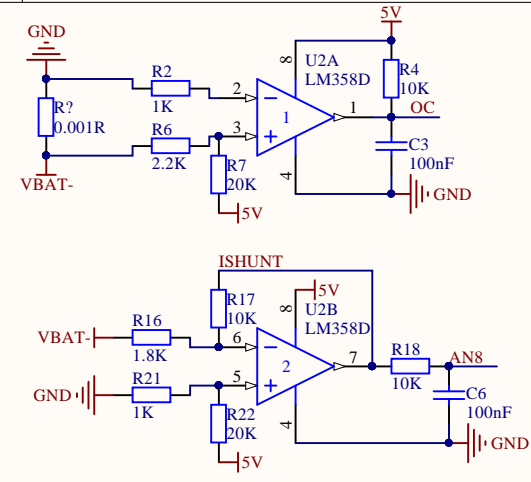 5V
GND
8
U2A
LM358D
R4
10K
R2
2
1K
1
1
OC
R?
0.001R
R6
3
2.2K
C3
100nF
R7
20K
4
VBAT-
5V
GND
ISHUNT
5V
R17
10K
8
U2B
LM358D
R16
VBAT-
6
1.8K
2
7
R18
AN8
10K
R21
5
GND
1K
C6
100nF
R22
20K
4
5V
GND